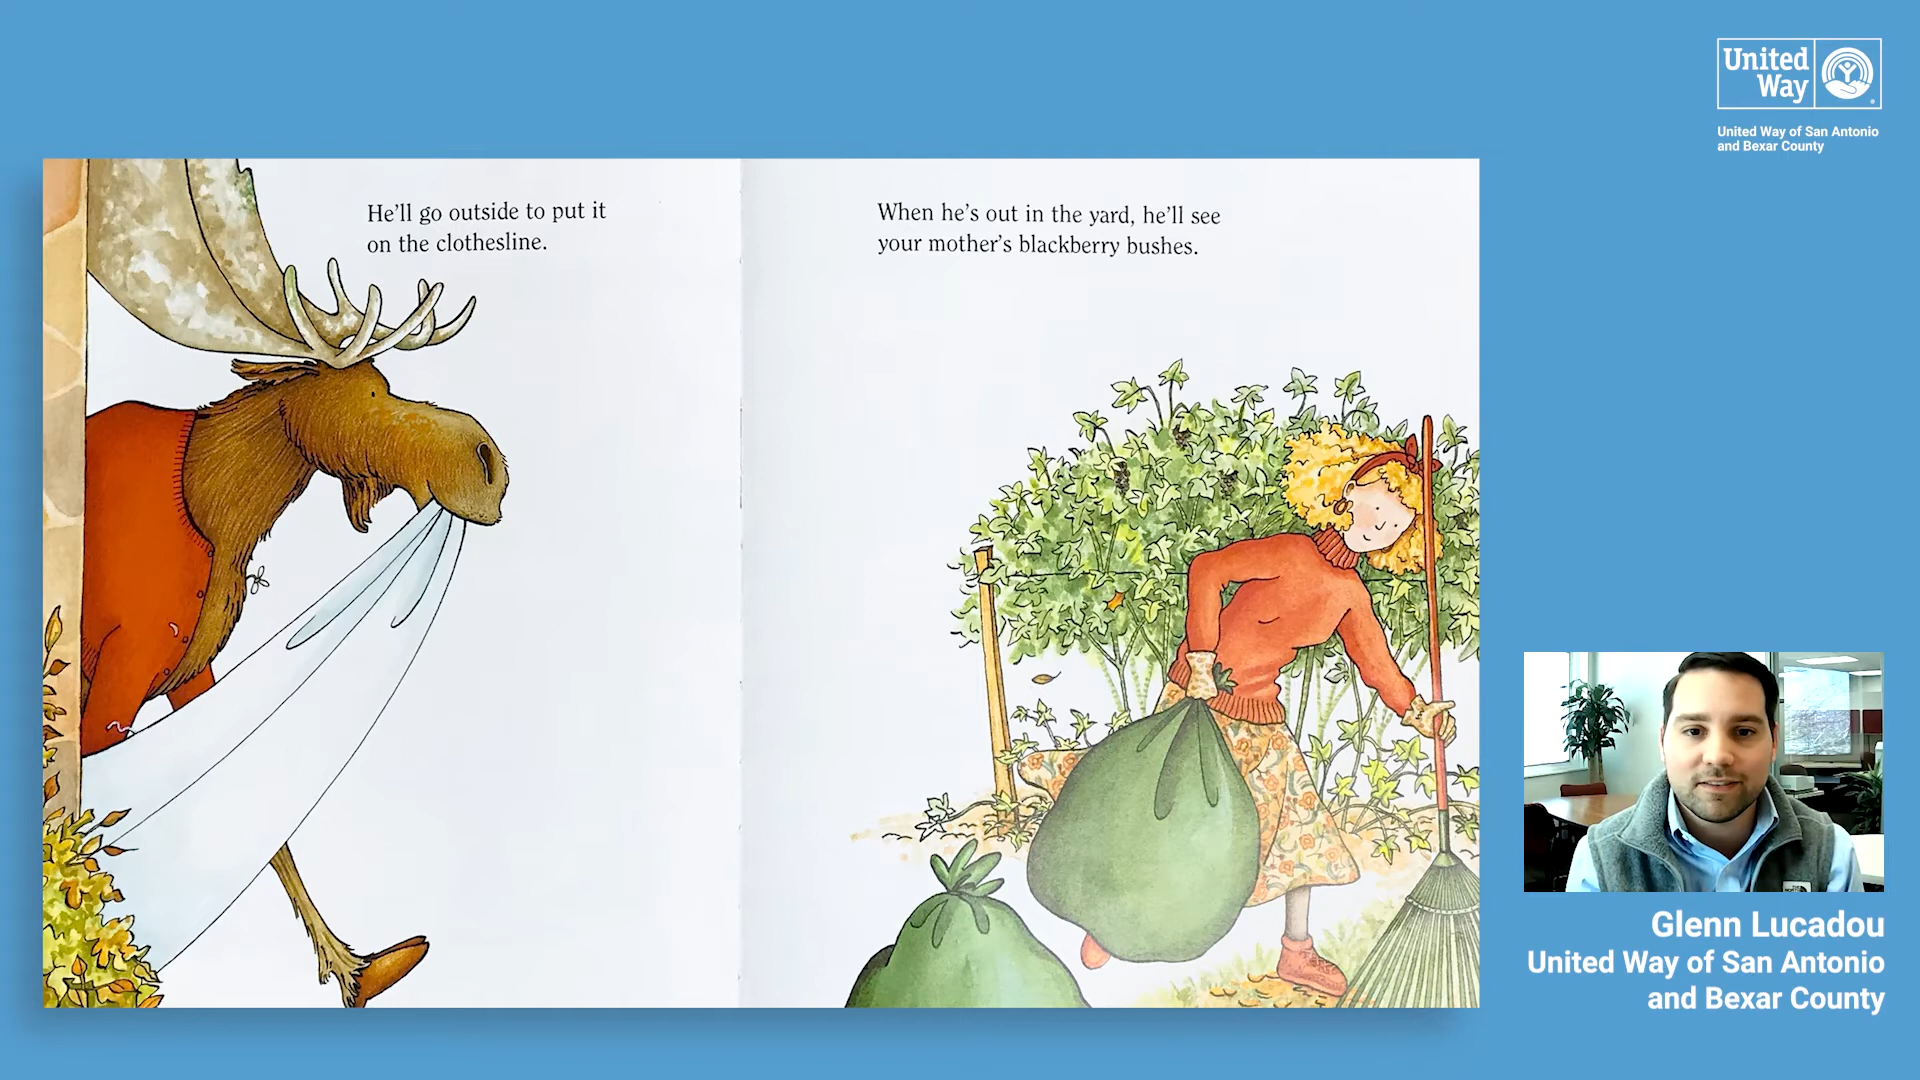 He'll go outside to put it
on the clothesline.
When he's out in the yard, he'll see
your mother's blackberry bushes.
United
Way
United Way of San Antonio
and Bexar County
Glenn Lucadou
United Way of San Antonio
and Bexar County